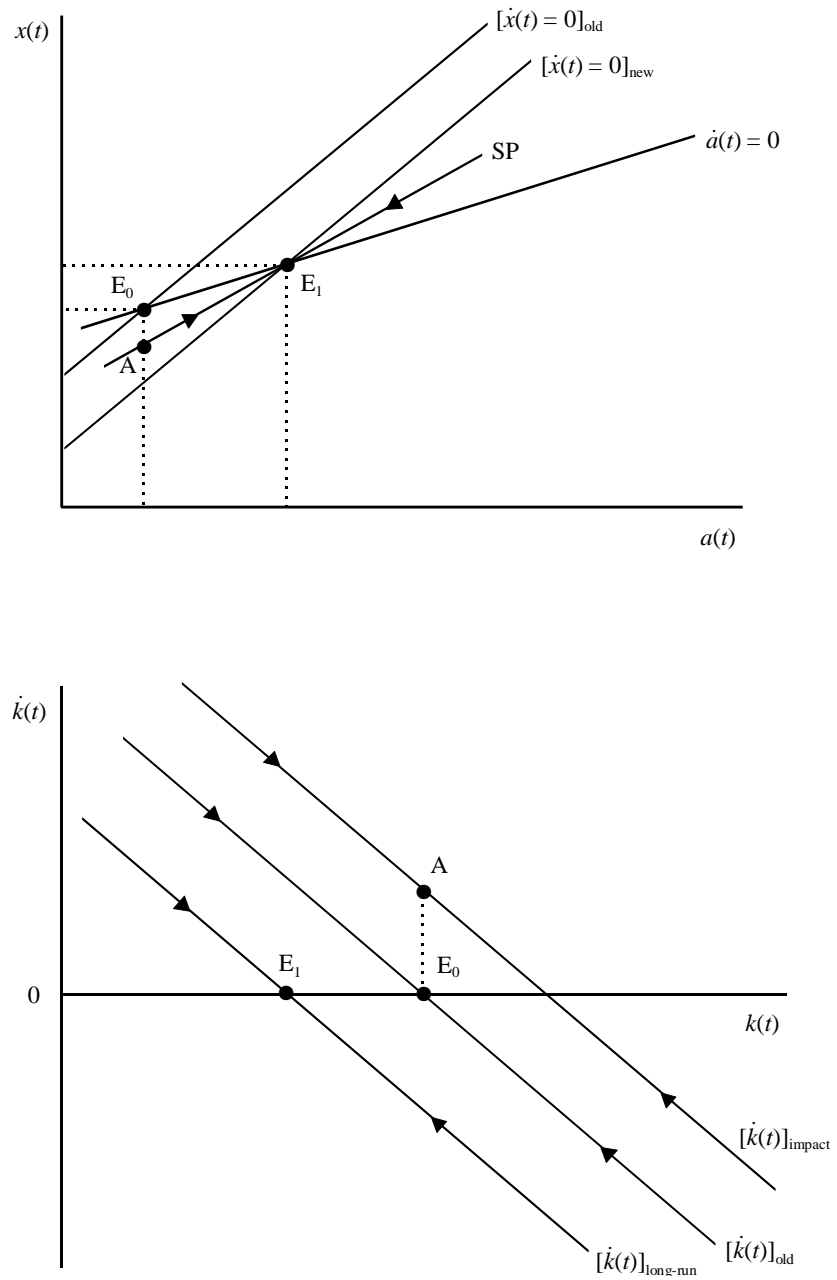 x(t)
[ẋ(t) = 0]old
[ẋ(t) = 0]new
ȧ(t) = 0
SP
E0
E1
A
a(t)
k̇(t)
A
E1
E0
0
k(t)
[k̇(t)]impact
[k̇(t)]old
[k̇(t)]long-run